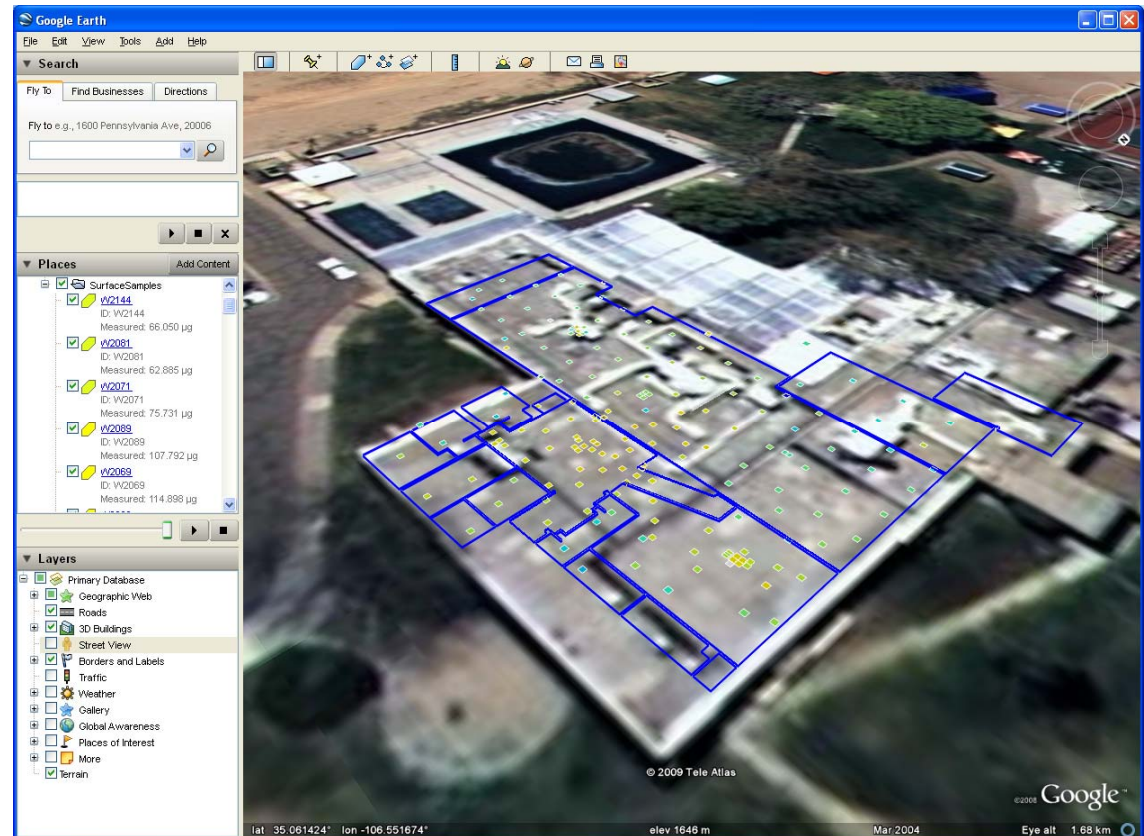 Google Earth
File Edit View Tools Add Help
Search
Fly To Find Businesses Directions
Fly to e.g., 1600 Pennsylvania Ave, 20006
Places Add Content
SurfaceSamples
W2144
ID: W2144
Measured: 66.050 µg
W2081
ID: W2081
Measured: 62.885 µg
W2071
ID: W2071
Measured: 75.731 µg
W2089
ID: W2089
Measured: 107.792 µg
W2069
ID: W2069
Measured: 114.898 µg
Layers
Primary Database
Geographic Web
Roads
3D Buildings
Street View
Borders and Labels
Traffic
Weather
Gallery
Global Awareness
Places of Interest
More
Terrain
N
© 2009 Tele Atlas
©2008 Google™
lat 35.061424° lon -106.551674° elev 1646 m Mar 2004 Eye alt 1.68 km